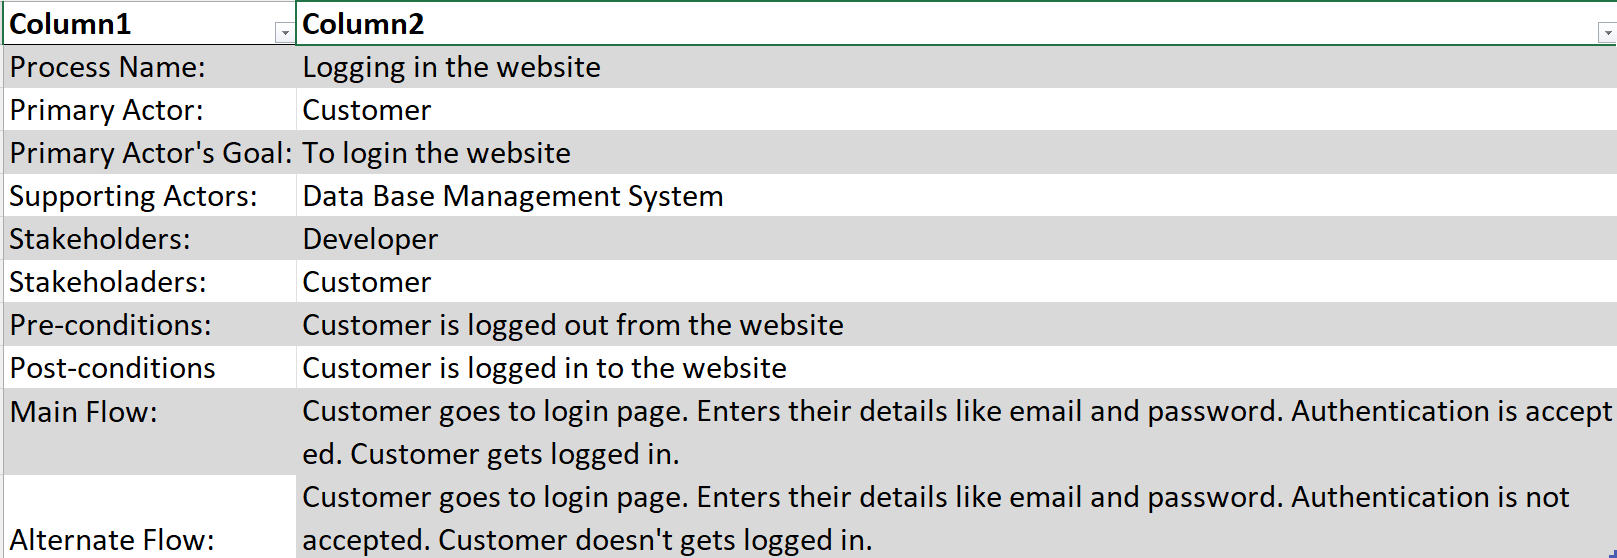 Column1 Column2
Process Name: Logging in the website
Primary Actor: Customer
Primary Actor's Goal: To login the website
Supporting Actors: Data Base Management System
Stakeholders: Developer
Stakeholaders: Customer
Pre-conditions: Customer is logged out from the website
Post-conditions Customer is logged in to the website
Main Flow: Customer goes to login page. Enters their details like email and password. Authentication is accept
ed. Customer gets logged in.
Customer goes to login page. Enters their details like email and password. Authentication is not
Alternate Flow: accepted. Customer doesn't gets logged in.